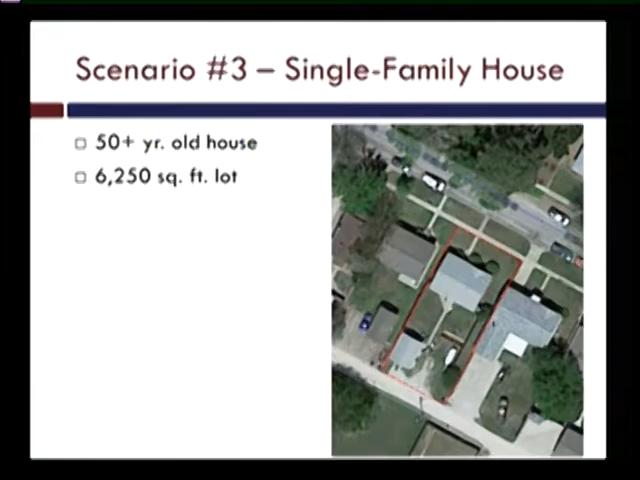 Scenario #3 – Single-Family House
50+ yr. old house
6,250 sq. ft. lot